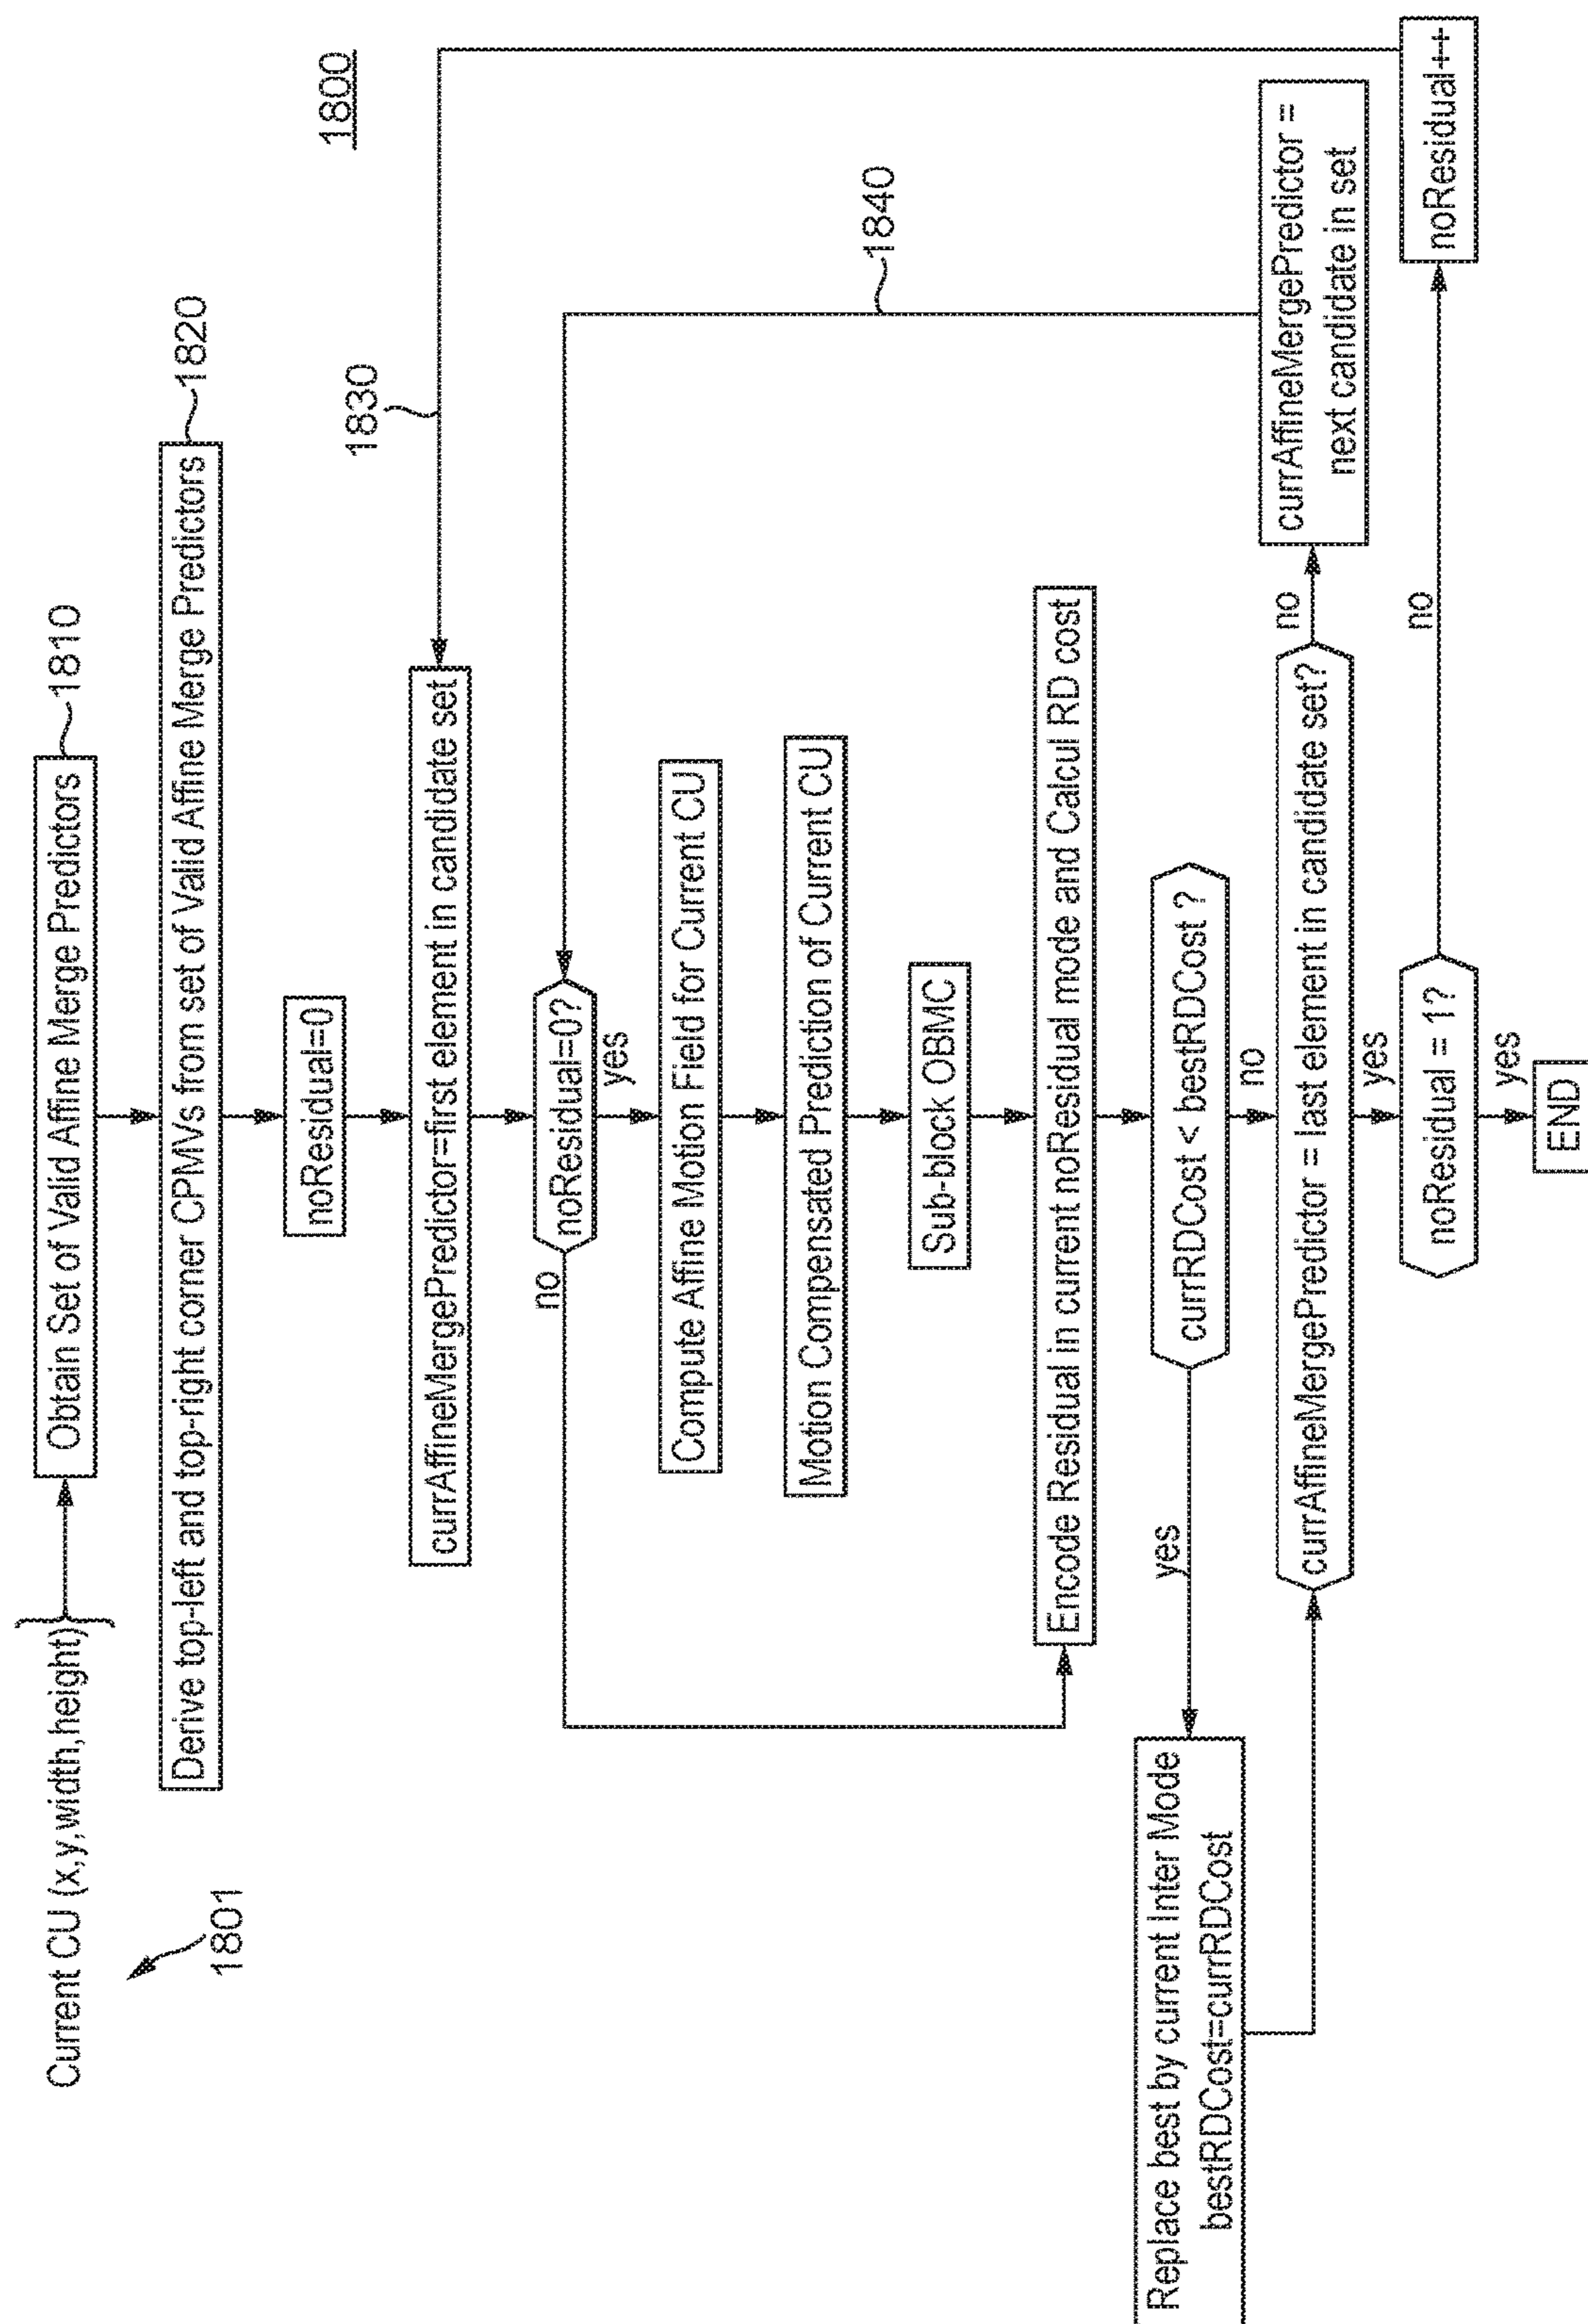 1800
Current CU (x,y,width,height)
1801
Obtain Set of Valid Affine Merge Predictors
1810
Derive top-left and top-right corner CPMVs from set of Valid Affine Merge Predictors
1820
noResidual=0
currAffineMergePredictor=first element in candidate set
1830
noResidual=0?
no
yes
1840
Compute Affine Motion Field for Current CU
Motion Compensated Prediction of Current CU
Sub-block OBMC
Encode Residual in current noResidual mode and Calcul RD cost
currRDCost < bestRDCost ?
yes
no
Replace best by current Inter Mode
bestRDCost=currRDCost
currAffineMergePredictor = last element in candidate set?
no
currAffineMergePredictor =
next candidate in set
yes
noResidual = 1?
no
noResidual++
yes
END